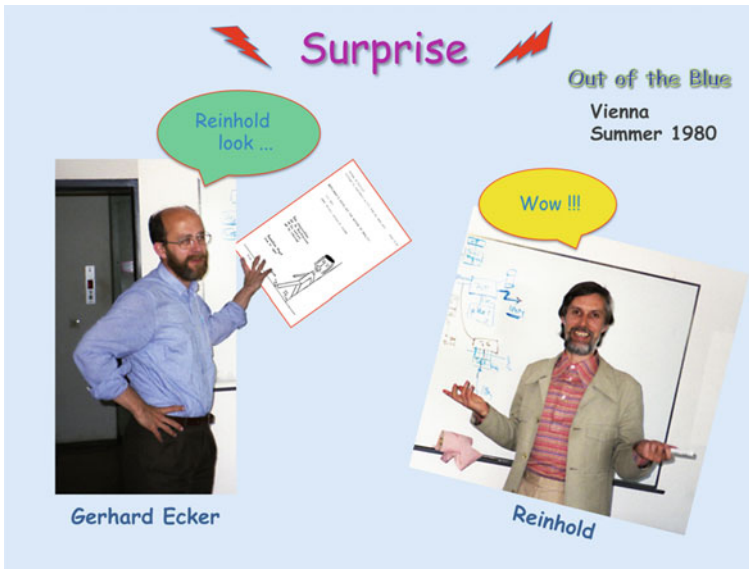 Surprise
Out of the Blue
Vienna
Summer 1980
Reinhold
look ...
Wow !!!
Gerhard Ecker
Reinhold